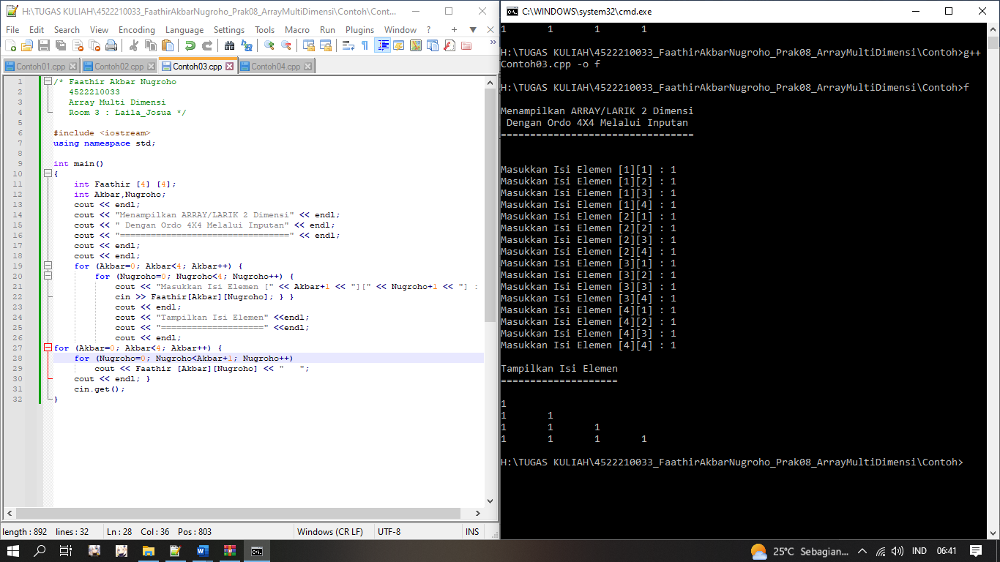 H:\TUGAS KULIAH\4522210033_FaathirAkbarNugroho_Prak08_ArrayMultiDimensi\Contoh\Cont...
File Edit Search View Encoding Language Settings Tools Macro Run Plugins Window ? + ▼ X
Contoh01.cpp Contoh02.cpp Contoh03.cpp Contoh04.cpp
1 /* Faathir Akbar Nugroho
2 4522210033
3 Array Multi Dimensi
4 Room 3 : Laila_Josua */
5
6 #include <iostream>
7 using namespace std;
8
9 int main()
10 {
11 int Faathir [4] [4];
12 int Akbar,Nugroho;
13 cout << endl;
14 cout << "Menampilkan ARRAY/LARIK 2 Dimensi" << endl;
15 cout << " Dengan Ordo 4X4 Melalui Inputan" << endl;
16 cout << "=================================" << endl;
17 cout << endl;
18 cout << endl;
19 for (Akbar=0; Akbar<4; Akbar++) {
20 for (Nugroho=0; Nugroho<4; Nugroho++) {
21 cout << "Masukkan Isi Elemen [" << Akbar+1 << "][" << Nugroho+1 << "] :
22 cin >> Faathir[Akbar][Nugroho]; } }
23 cout << endl;
24 cout << "Tampilkan Isi Elemen" <<endl;
25 cout << "====================" <<endl;
26 cout << endl;
27 for (Akbar=0; Akbar<4; Akbar++) {
28 for (Nugroho=0; Nugroho<Akbar+1; Nugroho++)
29 cout << Faathir [Akbar][Nugroho] << "   ";
30 cout << endl; }
31 cin.get();
32 }
length : 892 lines : 32 Ln : 28 Col : 36 Pos : 803 Windows (CR LF) UTF-8 INS
C:\WINDOWS\system32\cmd.exe
1 1 1 1
H:\TUGAS KULIAH\4522210033_FaathirAkbarNugroho_Prak08_ArrayMultiDimensi\Contoh>g++
Contoh03.cpp -o f
H:\TUGAS KULIAH\4522210033_FaathirAkbarNugroho_Prak08_ArrayMultiDimensi\Contoh>f
Menampilkan ARRAY/LARIK 2 Dimensi
Dengan Ordo 4X4 Melalui Inputan
=================================
Masukkan Isi Elemen [1][1] : 1
Masukkan Isi Elemen [1][2] : 1
Masukkan Isi Elemen [1][3] : 1
Masukkan Isi Elemen [1][4] : 1
Masukkan Isi Elemen [2][1] : 1
Masukkan Isi Elemen [2][2] : 1
Masukkan Isi Elemen [2][3] : 1
Masukkan Isi Elemen [2][4] : 1
Masukkan Isi Elemen [3][1] : 1
Masukkan Isi Elemen [3][2] : 1
Masukkan Isi Elemen [3][3] : 1
Masukkan Isi Elemen [3][4] : 1
Masukkan Isi Elemen [4][1] : 1
Masukkan Isi Elemen [4][2] : 1
Masukkan Isi Elemen [4][3] : 1
Masukkan Isi Elemen [4][4] : 1
Tampilkan Isi Elemen
====================
1
1 1
1 1 1
1 1 1 1
H:\TUGAS KULIAH\4522210033_FaathirAkbarNugroho_Prak08_ArrayMultiDimensi\Contoh>
25°C Sebagian... IND 06:41